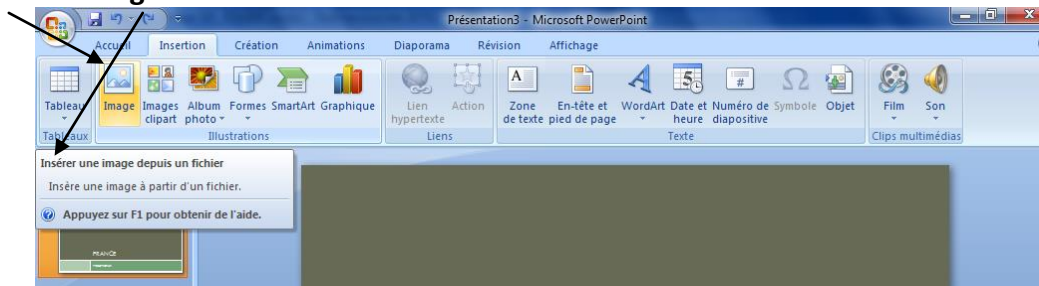 Présentation3 - Microsoft PowerPoint
Accueil Insertion Création Animations Diaporama Révision Affichage
Tableau Image Images clipart Album photo Formes SmartArt Graphique Lien hypertexte Action Zone de texte En-tête et pied de page WordArt Date et heure Numéro de diapositive Symbole Objet Film Son
Tableaux Illustrations Liens Texte Clips multimédias
Insérer une image depuis un fichier
Insère une image à partir d'un fichier.
Appuyez sur F1 pour obtenir de l'aide.
FRANCE